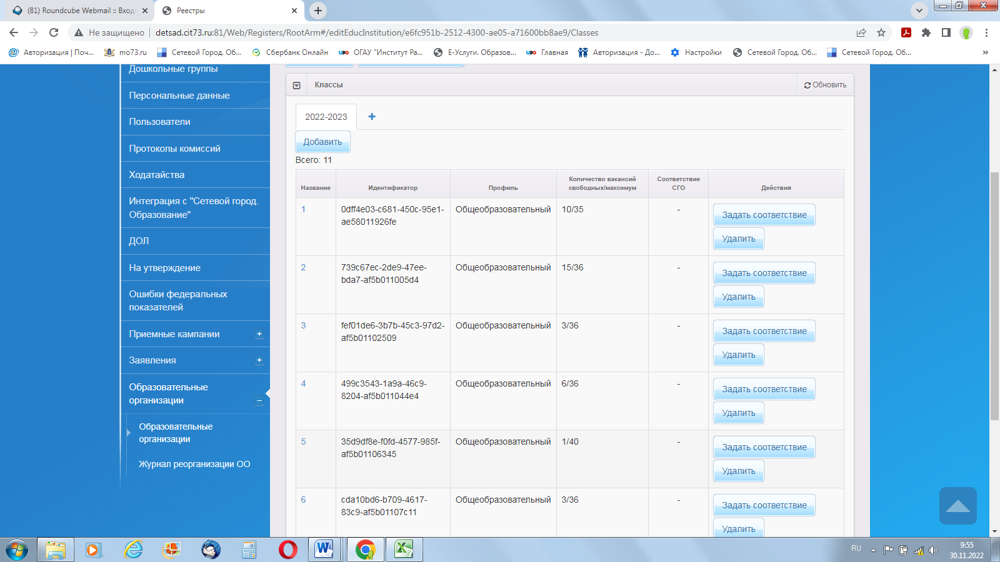 (81) Roundcube Webmail :: Входя
Реестры
Не защищено
detsad.cit73.ru:81/Web/Registers/RootArm#/editEducInstitution/e6fc951b-2512-4300-ae05-a71600bb8ae9/Classes
Авторизация | Поч...
mo73.ru
Сетевой Город. Об...
Сбербанк Онлайн
ОГАУ "Институт Ра...
Е-Услуги. Образов...
Главная
Авторизация - До...
Настройки
Сетевой Город. Об...
Сетевой Город. Об...
»
Дошкольные группы
Персональные данные
Пользователи
Протоколы комиссий
Ходатайства
Интеграция с "Сетевой город.
Образование"
ДОЛ
На утверждение
Ошибки федеральных
показателей
Приемные кампании
Заявления
Образовательные
организации
Образовательные
организации
Журнал реорганизации ОО
Классы
Обновить
2022-2023
Добавить
Всего: 11
Название
Идентификатор
Профиль
Количество вакансий
свободных/максимум
Соответствие
СГО
Действия
1
0dff4e03-c681-450c-95e1-
ae58011926fe
Общеобразовательный
10/35
-
Задать соответствие
Удалить
2
739c67ec-2de9-47ee-
bda7-af5b011005d4
Общеобразовательный
15/36
-
Задать соответствие
Удалить
3
fef01de6-3b7b-45c3-97d2-
af5b01102509
Общеобразовательный
3/36
-
Задать соответствие
Удалить
4
499c3543-1a9a-46c9-
8204-af5b011044e4
Общеобразовательный
6/36
-
Задать соответствие
Удалить
5
35d9df8e-f0fd-4577-985f-
af5b01106345
Общеобразовательный
1/40
-
Задать соответствие
Удалить
6
cda10bd6-b709-4617-
83c9-af5b01107c11
Общеобразовательный
3/36
-
Задать соответствие
Удалить
RU
9:55
30.11.2022